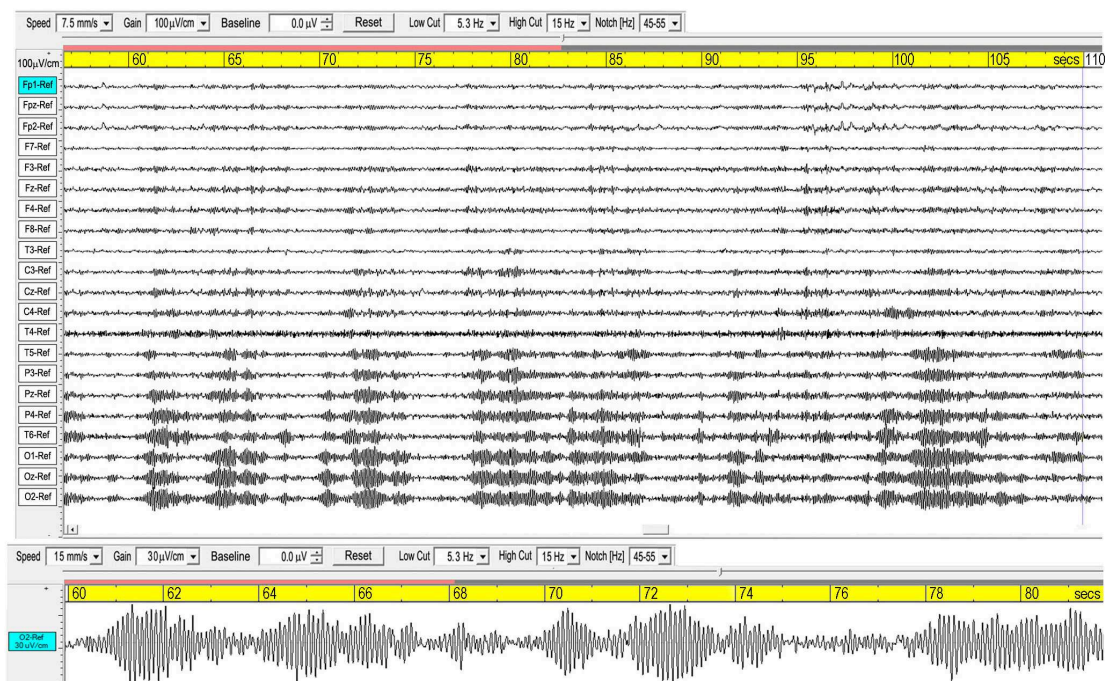 Speed 7.5 mm/s Gain 100µV/cm Baseline 0.0 µV Reset Low Cut 5.3 Hz High Cut 15 Hz Notch [Hz] 45-55
100µV/cm 60 65 70 75 80 85 90 95 100 105 secs 110
Fp1-Ref
Fpz-Ref
Fp2-Ref
F7-Ref
F3-Ref
Fz-Ref
F4-Ref
F8-Ref
T3-Ref
C3-Ref
Cz-Ref
C4-Ref
T4-Ref
T5-Ref
P3-Ref
Pz-Ref
P4-Ref
T6-Ref
O1-Ref
Oz-Ref
O2-Ref
Speed 15 mm/s Gain 30µV/cm Baseline 0.0 µV Reset Low Cut 5.3 Hz High Cut 15 Hz Notch [Hz] 45-55
60 62 64 66 68 70 72 74 76 78 80 secs
O2-Ref
30 uV/cm